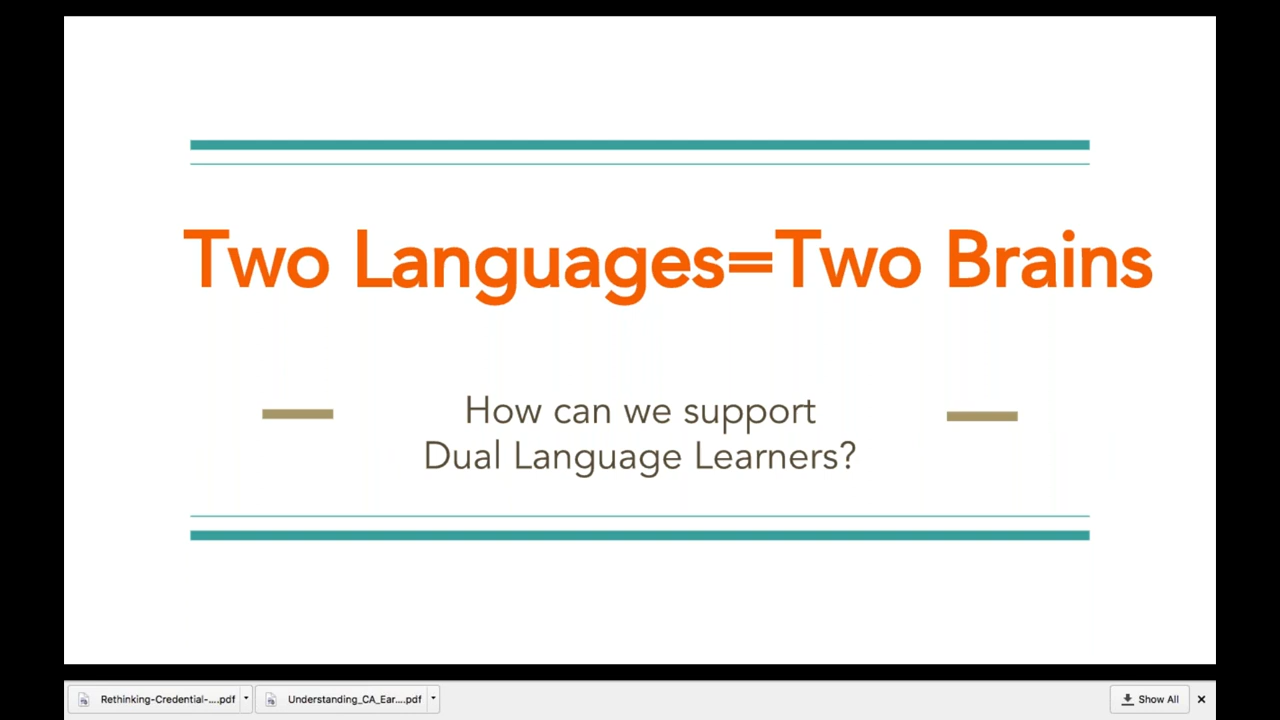 Two Languages=Two Brains
How can we support
Dual Language Learners?
Rethinking-Credential-....pdf
Understanding_CA_Ear....pdf
Show All